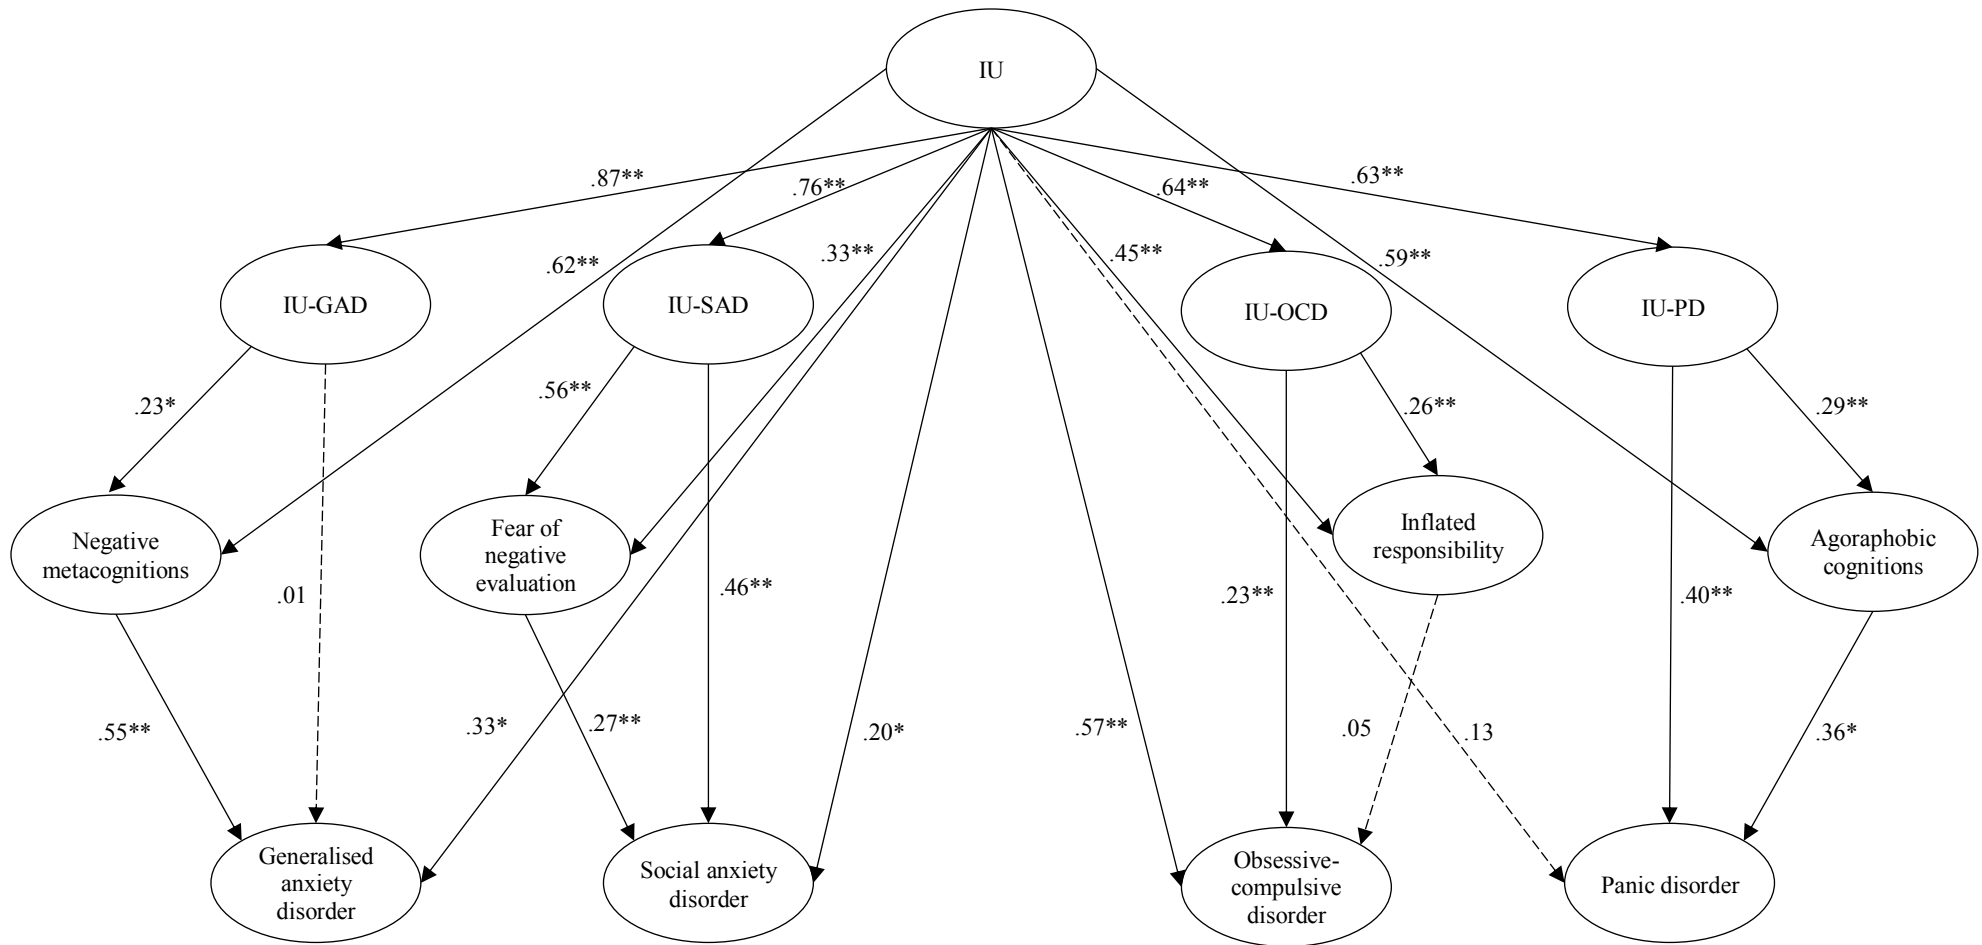 IU
.87**
.76**
.64**
.63**
.62**
.33**
.45**
.59**
IU-GAD
IU-SAD
IU-OCD
IU-PD
.23*
.56**
.26**
.29**
Negative
metacognitions
Fear of
negative
evaluation
Inflated
responsibility
Agoraphobic
cognitions
.01
.46**
.23**
.40**
.55**
.33*
.27**
.20*
.57**
.05
.13
.36*
Generalised
anxiety
disorder
Social anxiety
disorder
Obsessive-
compulsive
disorder
Panic disorder